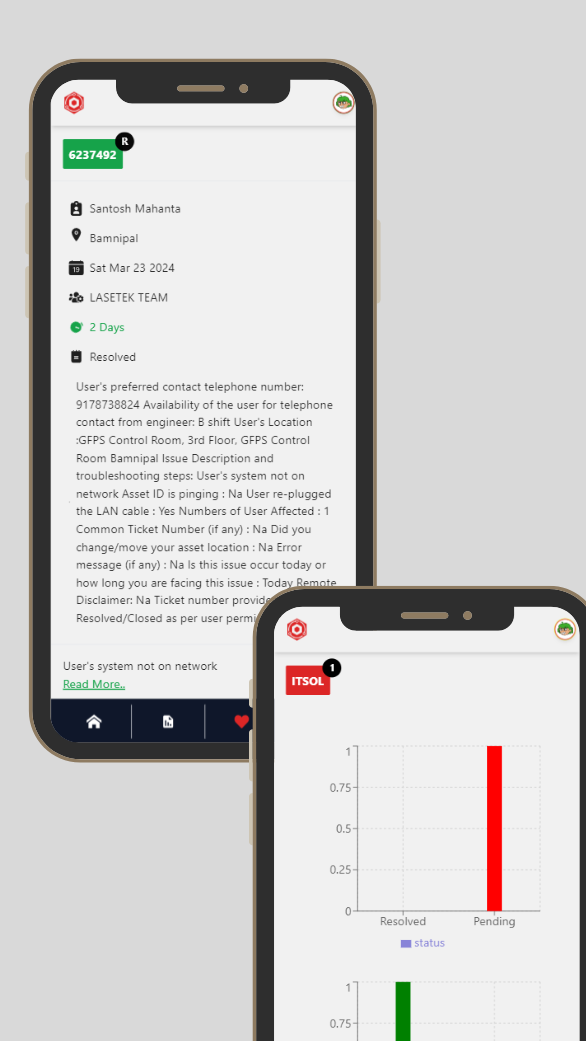 6237492 R
Santosh Mahanta
Bamnipal
19 Sat Mar 23 2024
LASETEK TEAM
2 Days
Resolved
User's preferred contact telephone number:
9178738824 Availability of the user for telephone
contact from engineer: B shift User's Location
:GFPS Control Room, 3rd Floor, GFPS Control
Room Bamnipal Issue Description and
troubleshooting steps: User's system not on
network Asset ID is pinging : Na User re-plugged
the LAN cable : Yes Numbers of User Affected : 1
Common Ticket Number (if any) : Na Did you
change/move your asset location : Na Error
message (if any) : Na Is this issue occur today or
how long you are facing this issue : Today Remote
Disclaimer: Na Ticket number provide
Resolved/Closed as per user permi
User's system not on network
Read More..
ITSOL 1
1
0.75
0.5
0.25
0
Resolved Pending
status
1
0.75